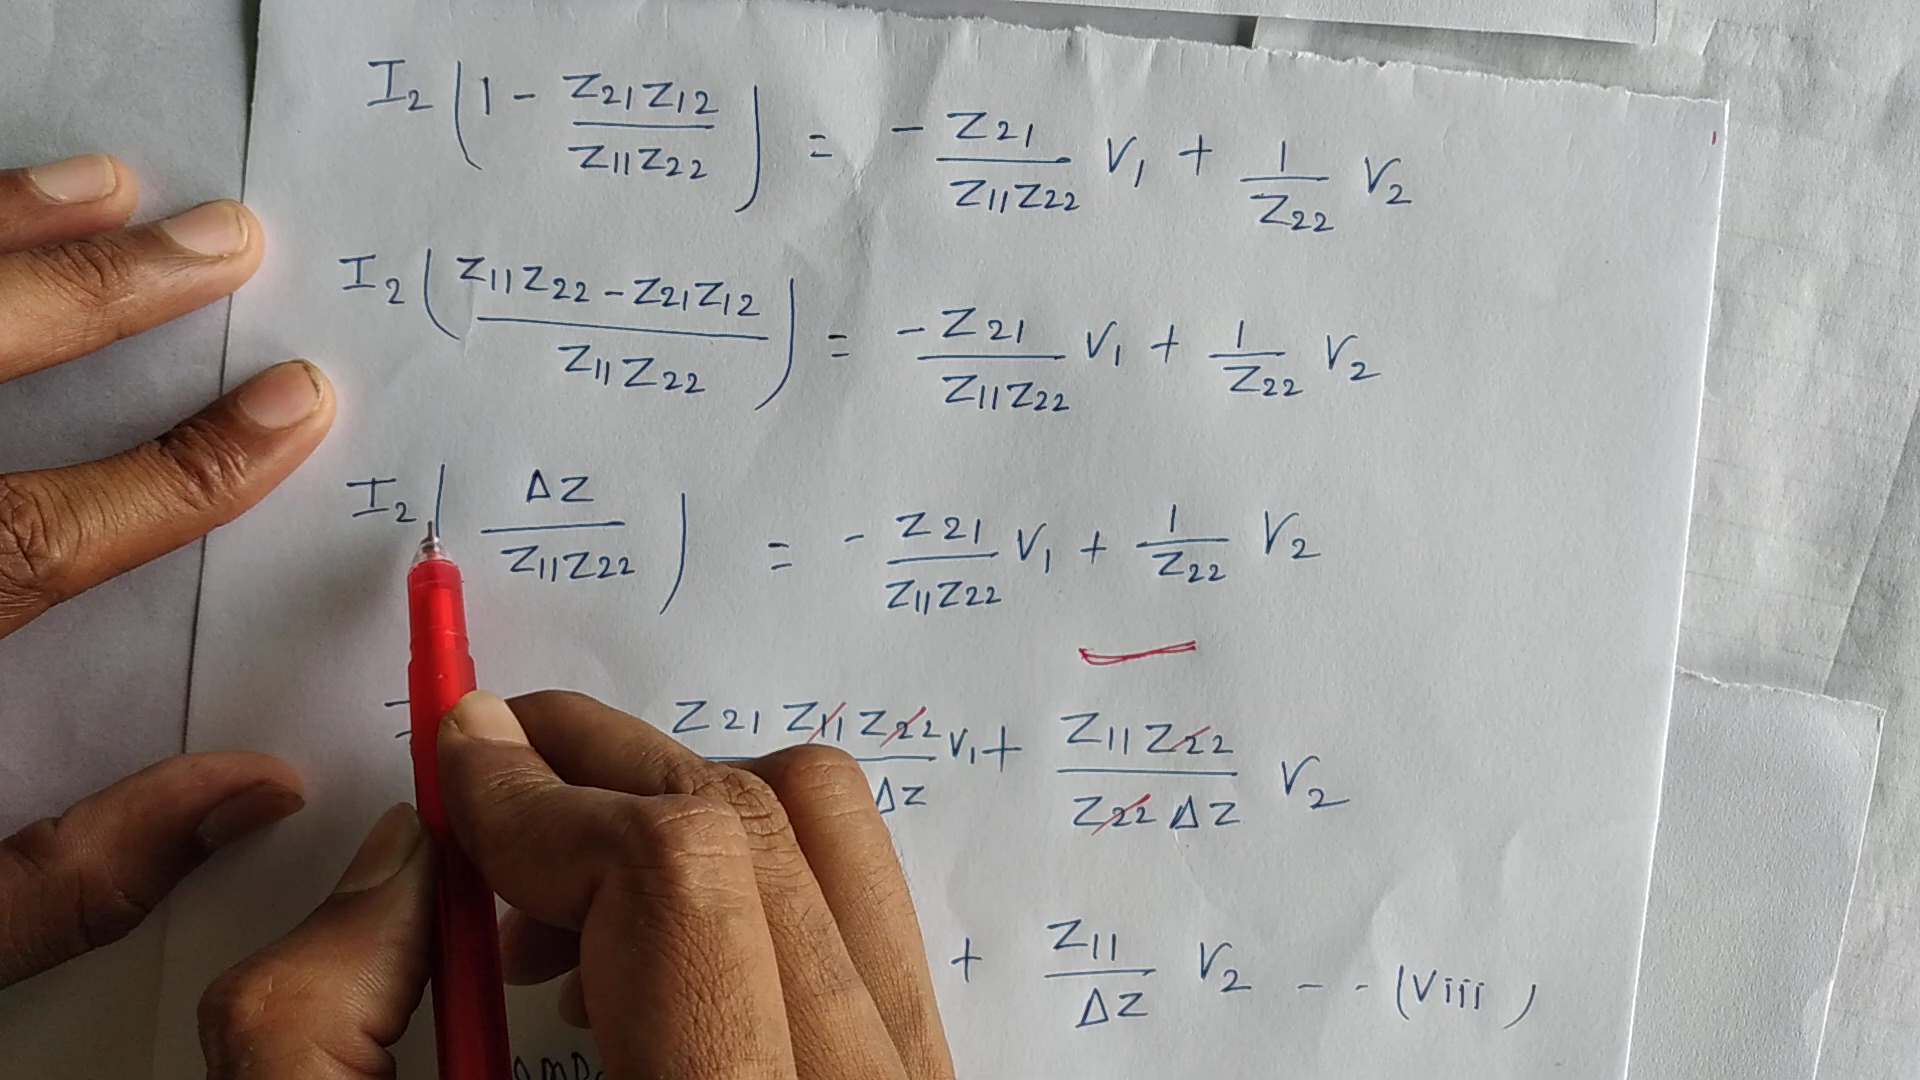 I₂ (1 - Z₂₁Z₁₂ / Z₁₁Z₂₂) = - Z₂₁ / Z₁₁Z₂₂ V₁ + 1 / Z₂₂ V₂
I₂ (Z₁₁Z₂₂ - Z₂₁Z₁₂ / Z₁₁Z₂₂) = - Z₂₁ / Z₁₁Z₂₂ V₁ + 1 / Z₂₂ V₂
I₂ (ΔZ / Z₁₁Z₂₂) = - Z₂₁ / Z₁₁Z₂₂ V₁ + 1 / Z₂₂ V₂
Z₂₁ Z₁₁ Z₂₂ / ΔZ V₁ + Z₁₁Z₂₂ / Z₂₂ ΔZ V₂
+ Z₁₁ / ΔZ V₂ - - (Viii)